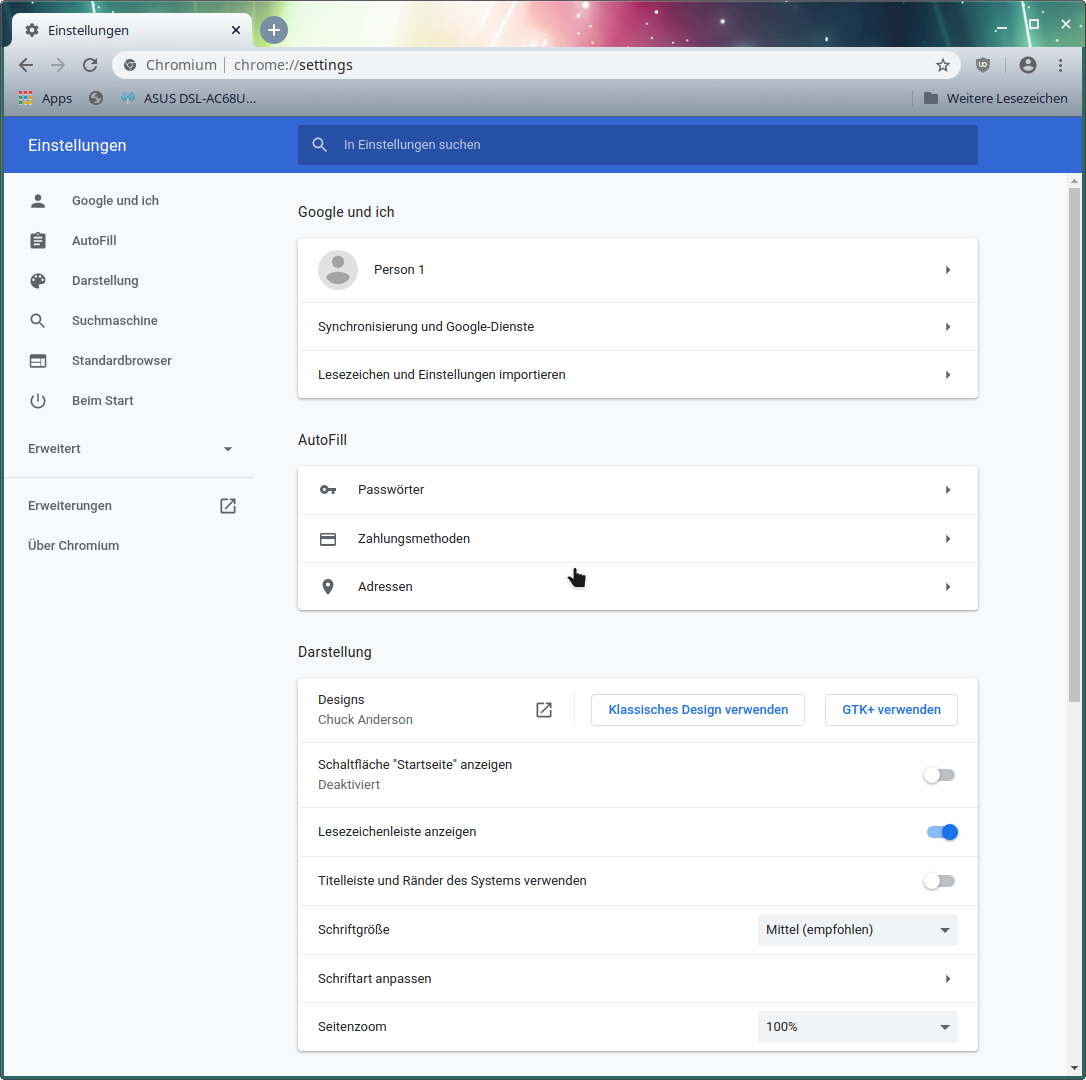 Einstellungen
Chromium | chrome://settings
Apps ASUS DSL-AC68U... Weitere Lesezeichen
Einstellungen In Einstellungen suchen
Google und ich
AutoFill
Darstellung
Suchmaschine
Standardbrowser
Beim Start
Erweitert
Erweiterungen
Über Chromium
Google und ich
Person 1
Synchronisierung und Google-Dienste
Lesezeichen und Einstellungen importieren
AutoFill
Passwörter
Zahlungsmethoden
Adressen
Darstellung
Designs
Chuck Anderson
Klassisches Design verwenden GTK+ verwenden
Schaltfläche "Startseite" anzeigen
Deaktiviert
Lesezeichenleiste anzeigen
Titelleiste und Ränder des Systems verwenden
Schriftgröße Mittel (empfohlen)
Schriftart anpassen
Seitenzoom 100%